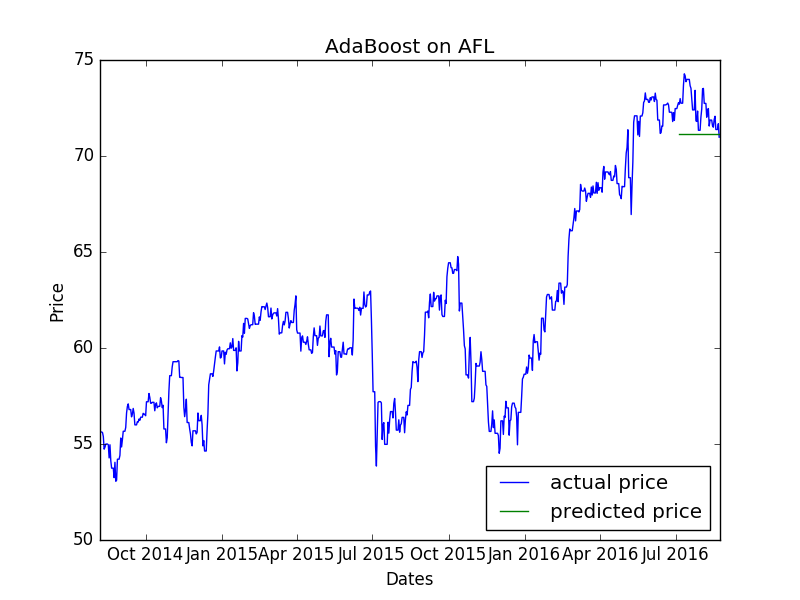 AdaBoost on AFL
75
70
65
60
55
50
Price
actual price
predicted price
Oct 2014 Jan 2015 Apr 2015 Jul 2015 Oct 2015 Jan 2016 Apr 2016 Jul 2016
Dates